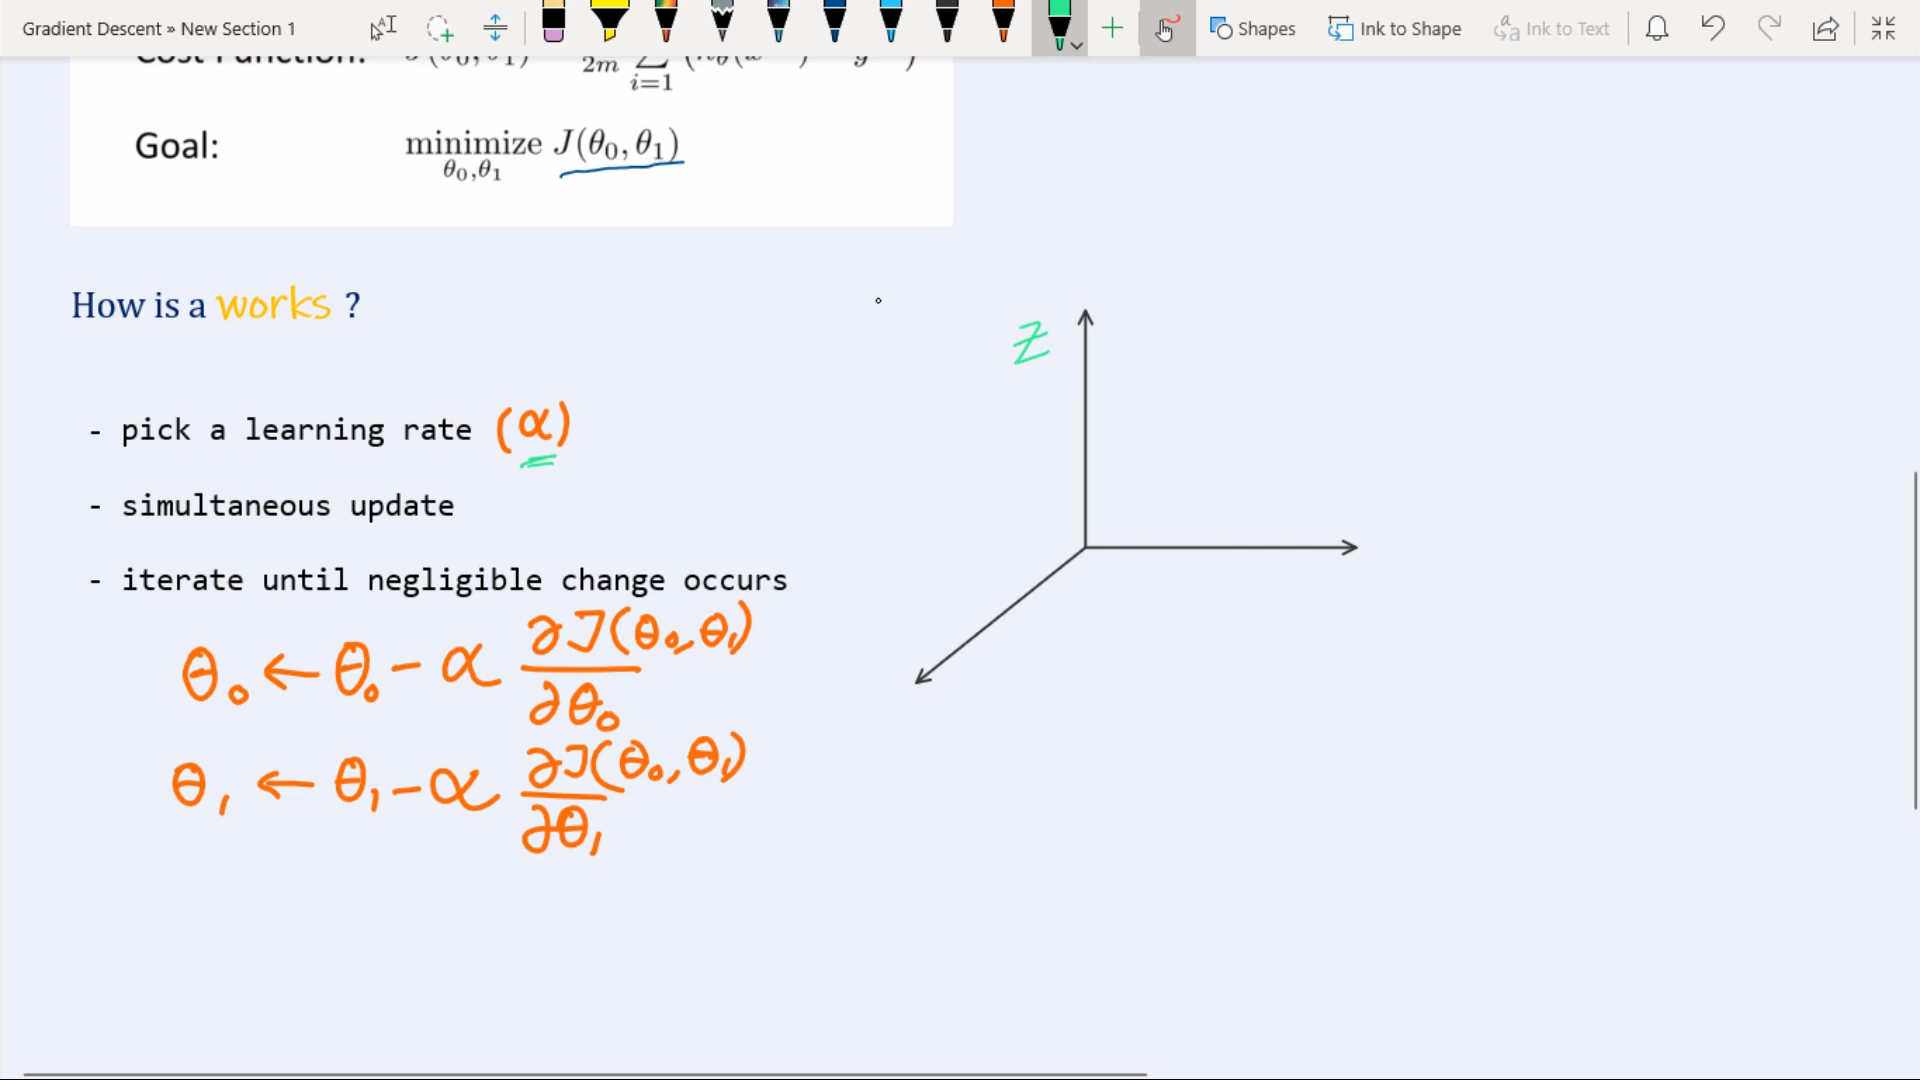 Gradient Descent » New Section 1
Shapes
Ink to Shape
Ink to Text
Cost Function:
2m
i=1
Goal: minimize J(θ₀, θ₁)
θ₀,θ₁
How is a works ?
Z
- pick a learning rate (α)
- simultaneous update
- iterate until negligible change occurs
θ₀ ← θ₀ - α ∂J(θ₀, θ₁)
∂θ₀
θ₁ ← θ₁ - α ∂J(θ₀, θ₁)
∂θ₁